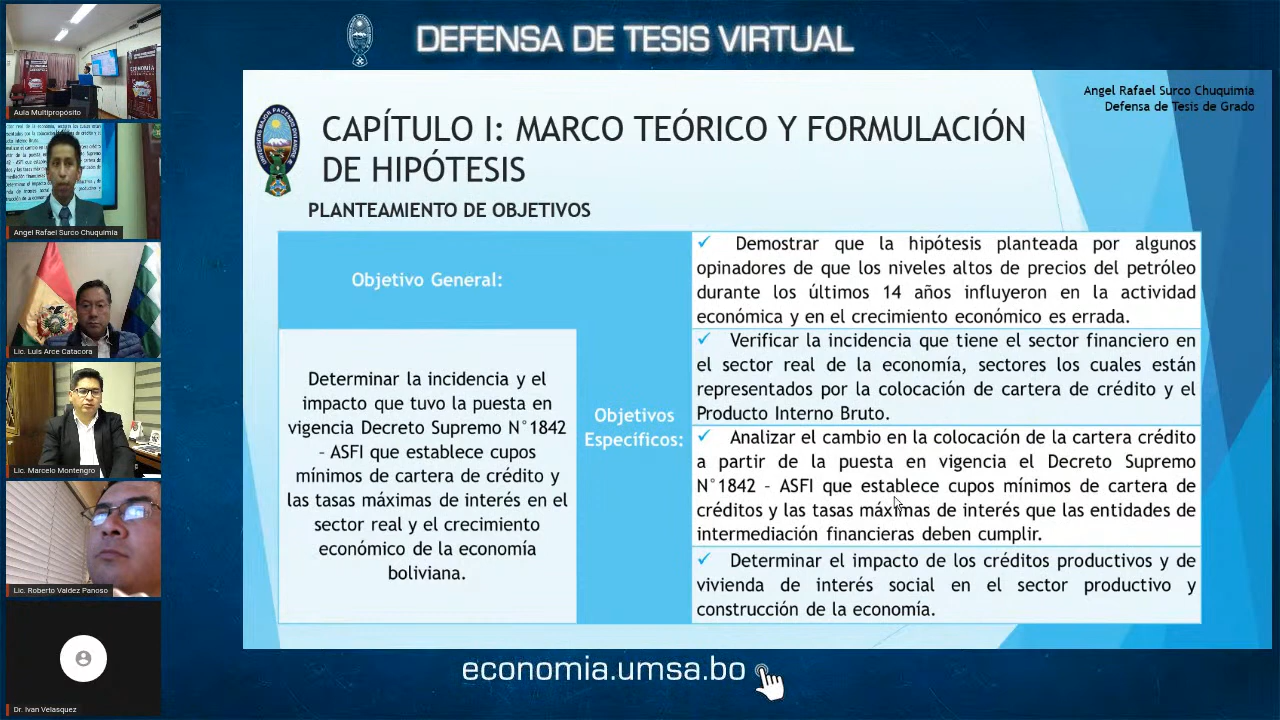 DEFENSA DE TESIS VIRTUAL
Angel Rafael Surco Chuquimia
Defensa de Tesis de Grado
CAPÍTULO I: MARCO TEÓRICO Y FORMULACIÓN
DE HIPÓTESIS
PLANTEAMIENTO DE OBJETIVOS
Objetivo General:
Determinar la incidencia y el
impacto que tuvo la puesta en
vigencia Decreto Supremo N°1842
– ASFI que establece cupos
mínimos de cartera de crédito y
las tasas máximas de interés en el
sector real y el crecimiento
económico de la economía
boliviana.
Objetivos
Específicos:
✓ Demostrar que la hipótesis planteada por algunos
opinadores de que los niveles altos de precios del petróleo
durante los últimos 14 años influyeron en la actividad
económica y en el crecimiento económico es errada.
✓ Verificar la incidencia que tiene el sector financiero en
el sector real de la economía, sectores los cuales están
representados por la colocación de cartera de crédito y el
Producto Interno Bruto.
✓ Analizar el cambio en la colocación de la cartera crédito
a partir de la puesta en vigencia el Decreto Supremo
N°1842 – ASFI que establece cupos mínimos de cartera de
créditos y las tasas máximas de interés que las entidades de
intermediación financieras deben cumplir.
✓ Determinar el impacto de los créditos productivos y de
vivienda de interés social en el sector productivo y
construcción de la economía.
economia.umsa.bo
Aula Multiproposito
Angel Rafael Surco Chuquimia
Lic. Luis Arce Catacora
Lic. Marcelo Montengro
Lic. Roberto Valdez Panoso
Dr. Ivan Velasquez